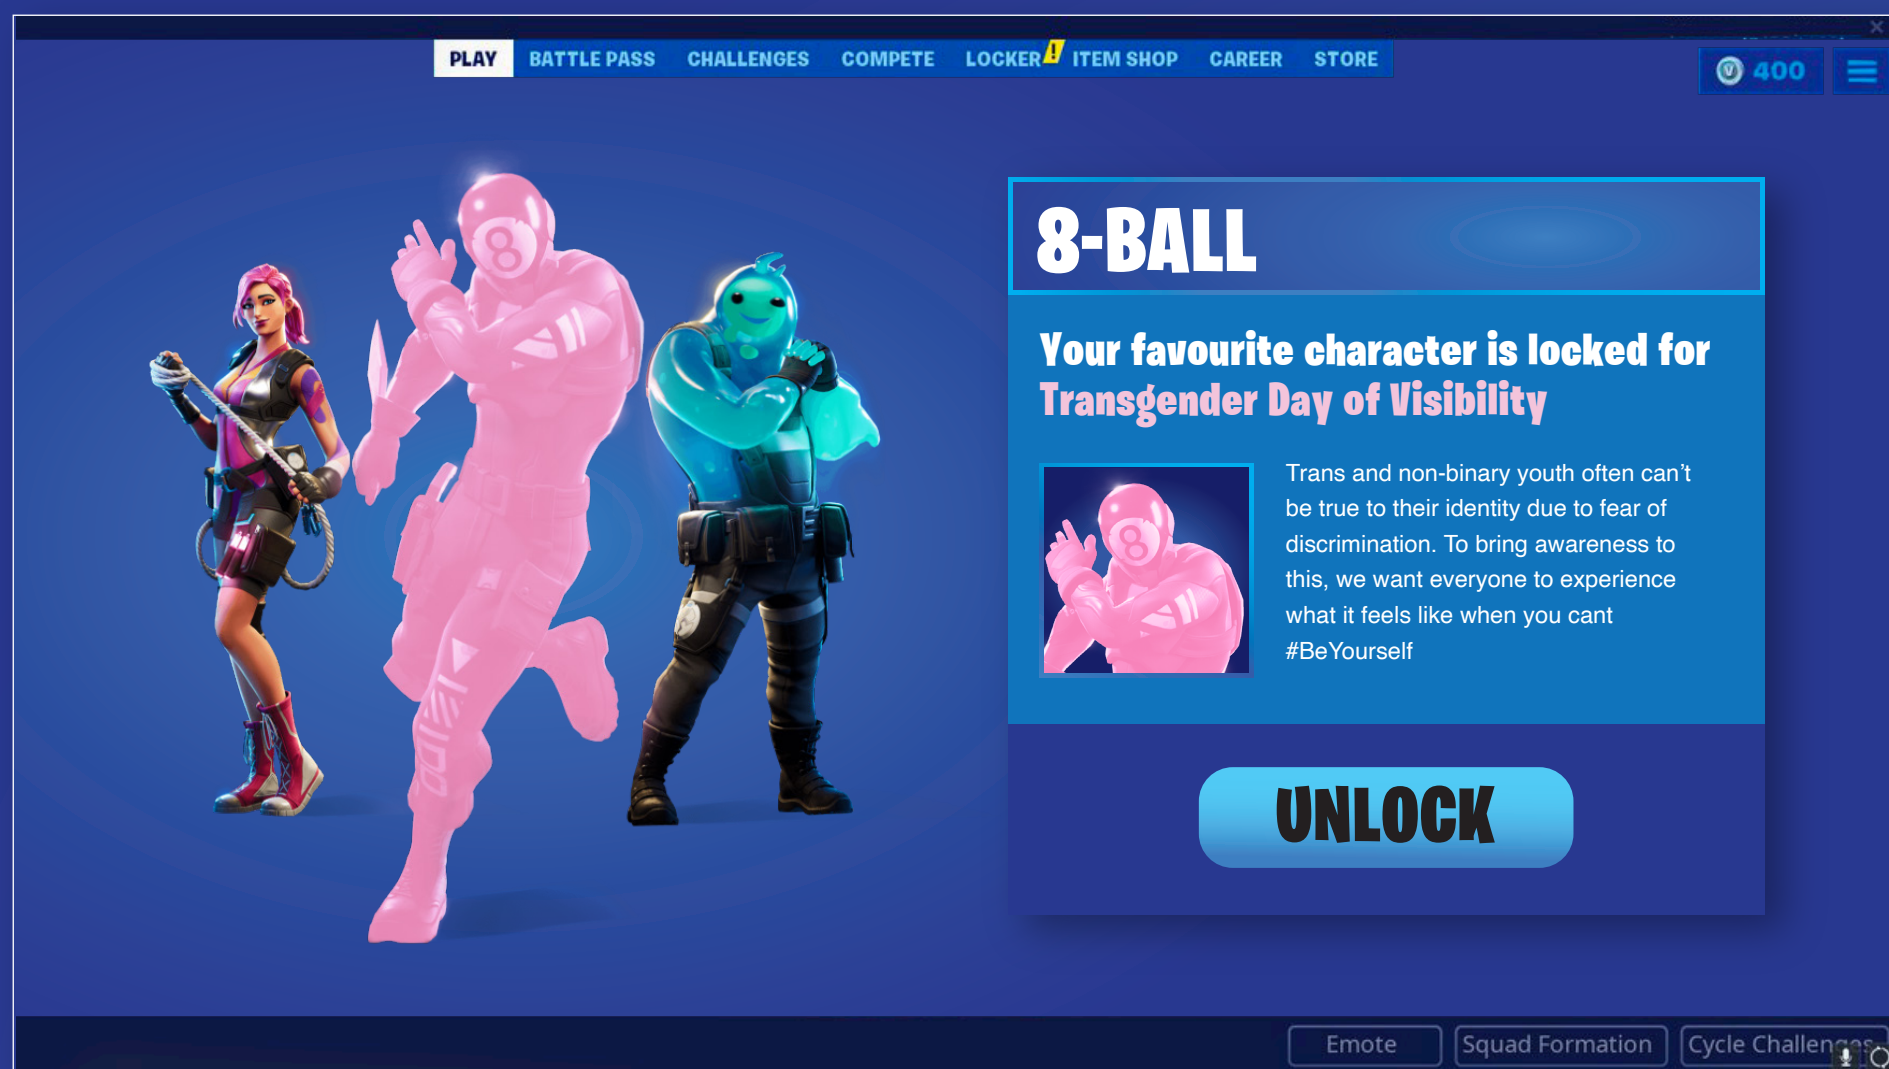 PLAY BATTLE PASS CHALLENGES COMPETE LOCKER ! ITEM SHOP CAREER STORE
V 400
8
8-BALL
Your favourite character is locked for
Transgender Day of Visibility
8
Trans and non-binary youth often can't
be true to their identity due to fear of
discrimination. To bring awareness to
this, we want everyone to experience
what it feels like when you cant
#BeYourself
UNLOCK
Emote Squad Formation Cycle Challenges